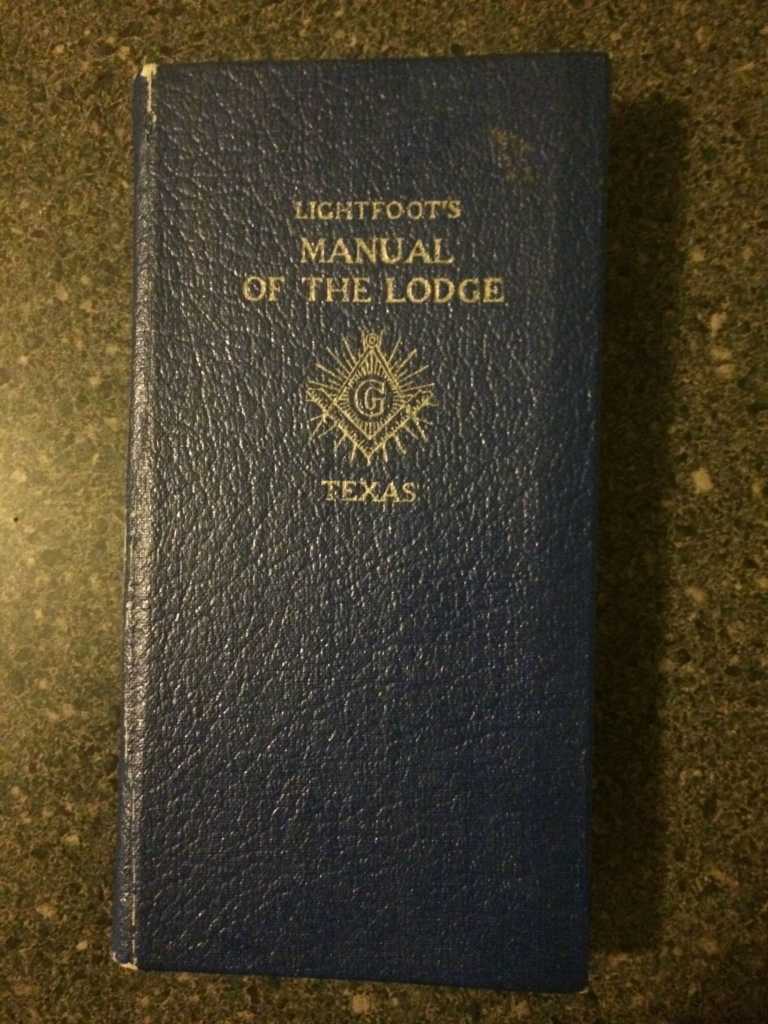 LIGHTFOOT'S
MANUAL
OF THE LODGE
G
TEXAS